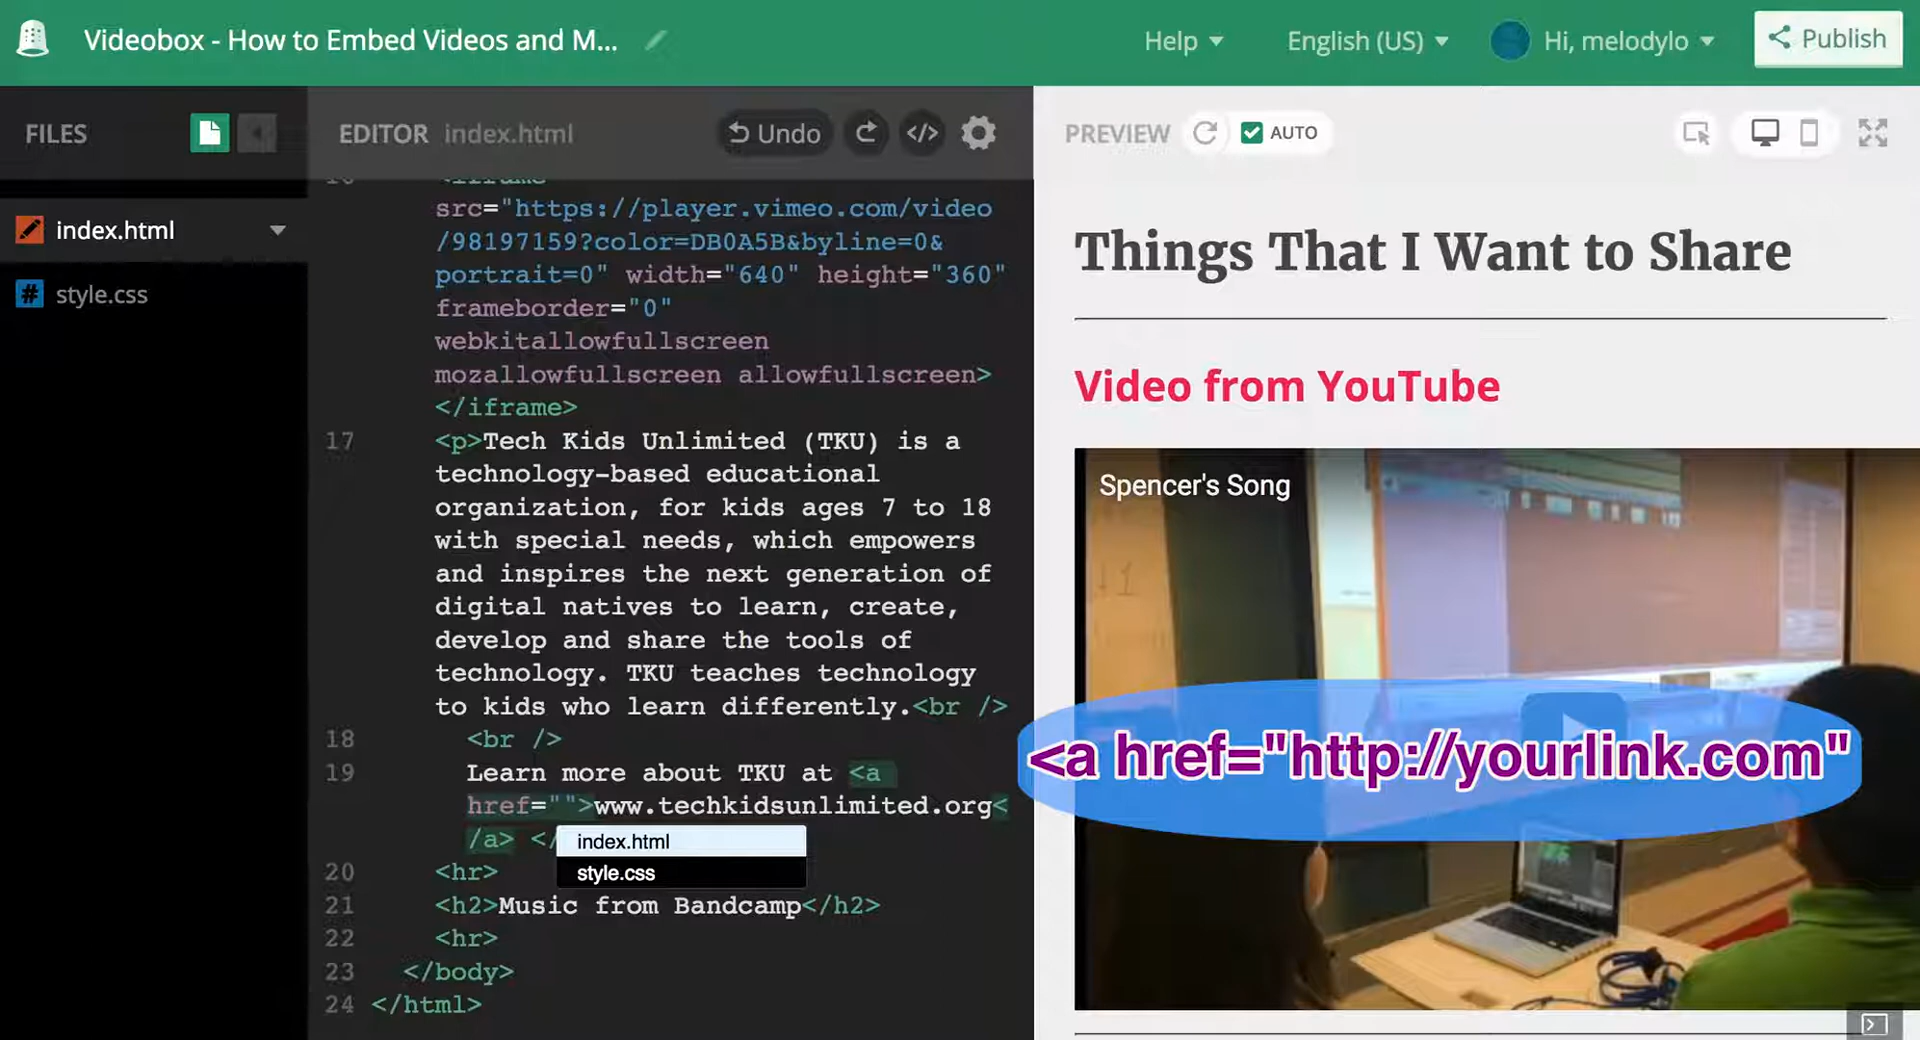 Videobox - How to Embed Videos and M...
Help
English (US)
Hi, melodylo
Publish
FILES
EDITOR index.html
Undo
</>
PREVIEW
AUTO
index.html
# style.css
16 <iframe
src="https://player.vimeo.com/video
/98197159?color=DB0A5B&byline=0&
portrait=0" width="640" height="360"
frameborder="0"
webkitallowfullscreen
mozallowfullscreen allowfullscreen>
</iframe>
17 <p>Tech Kids Unlimited (TKU) is a
technology-based educational
organization, for kids ages 7 to 18
with special needs, which empowers
and inspires the next generation of
digital natives to learn, create,
develop and share the tools of
technology. TKU teaches technology
to kids who learn differently.<br />
18 <br />
19 Learn more about TKU at <a
href="">www.techkidsunlimited.org<
/a> </
index.html
style.css
20 <hr>
21 <h2>Music from Bandcamp</h2>
22 <hr>
23 </body>
24 </html>
Things That I Want to Share
Video from YouTube
Spencer's Song
<a href="http://yourlink.com"